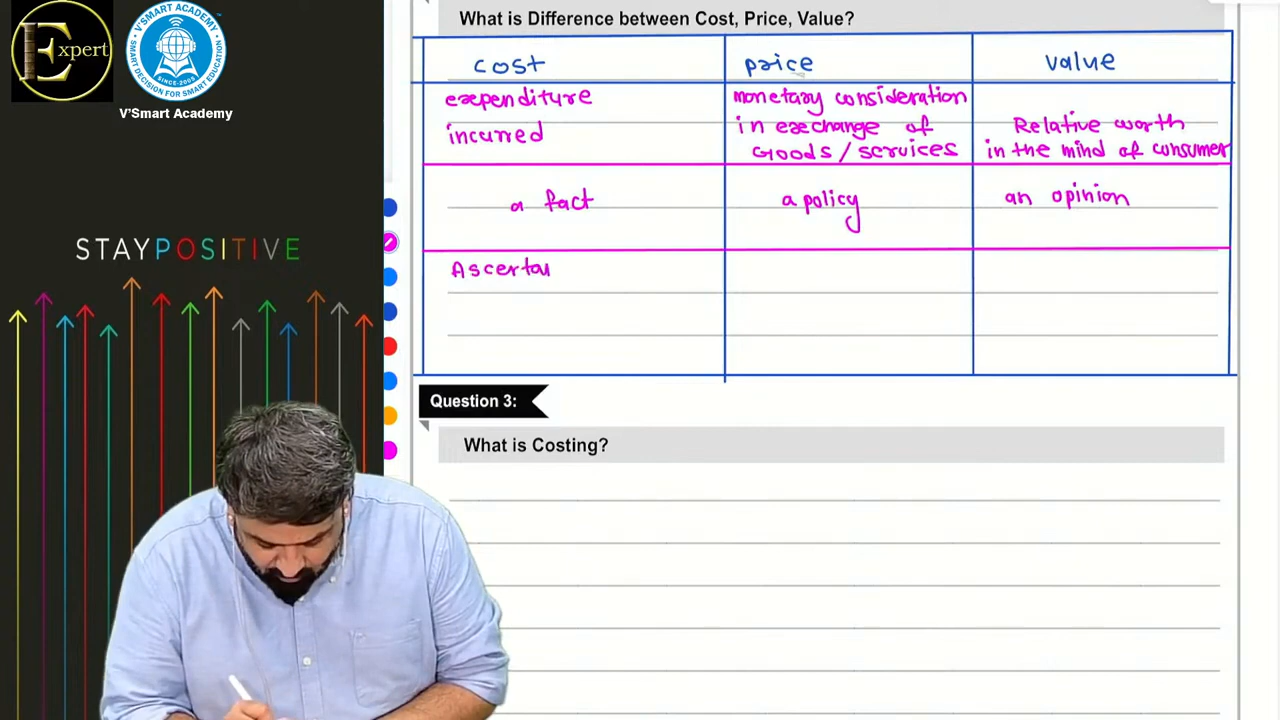 V'SMART ACADEMY
SMART DECISION FOR SMART EDUCATION
SINCE-2005
Expert
V'Smart Academy
What is Difference between Cost, Price, Value?
cost price value
expenditure incurred
monetary consideration in exchange of Goods/services
Relative worth in the mind of consumer
a fact a policy an opinion
Ascertai
STAYPOSITIVE
Question 3:
What is Costing?